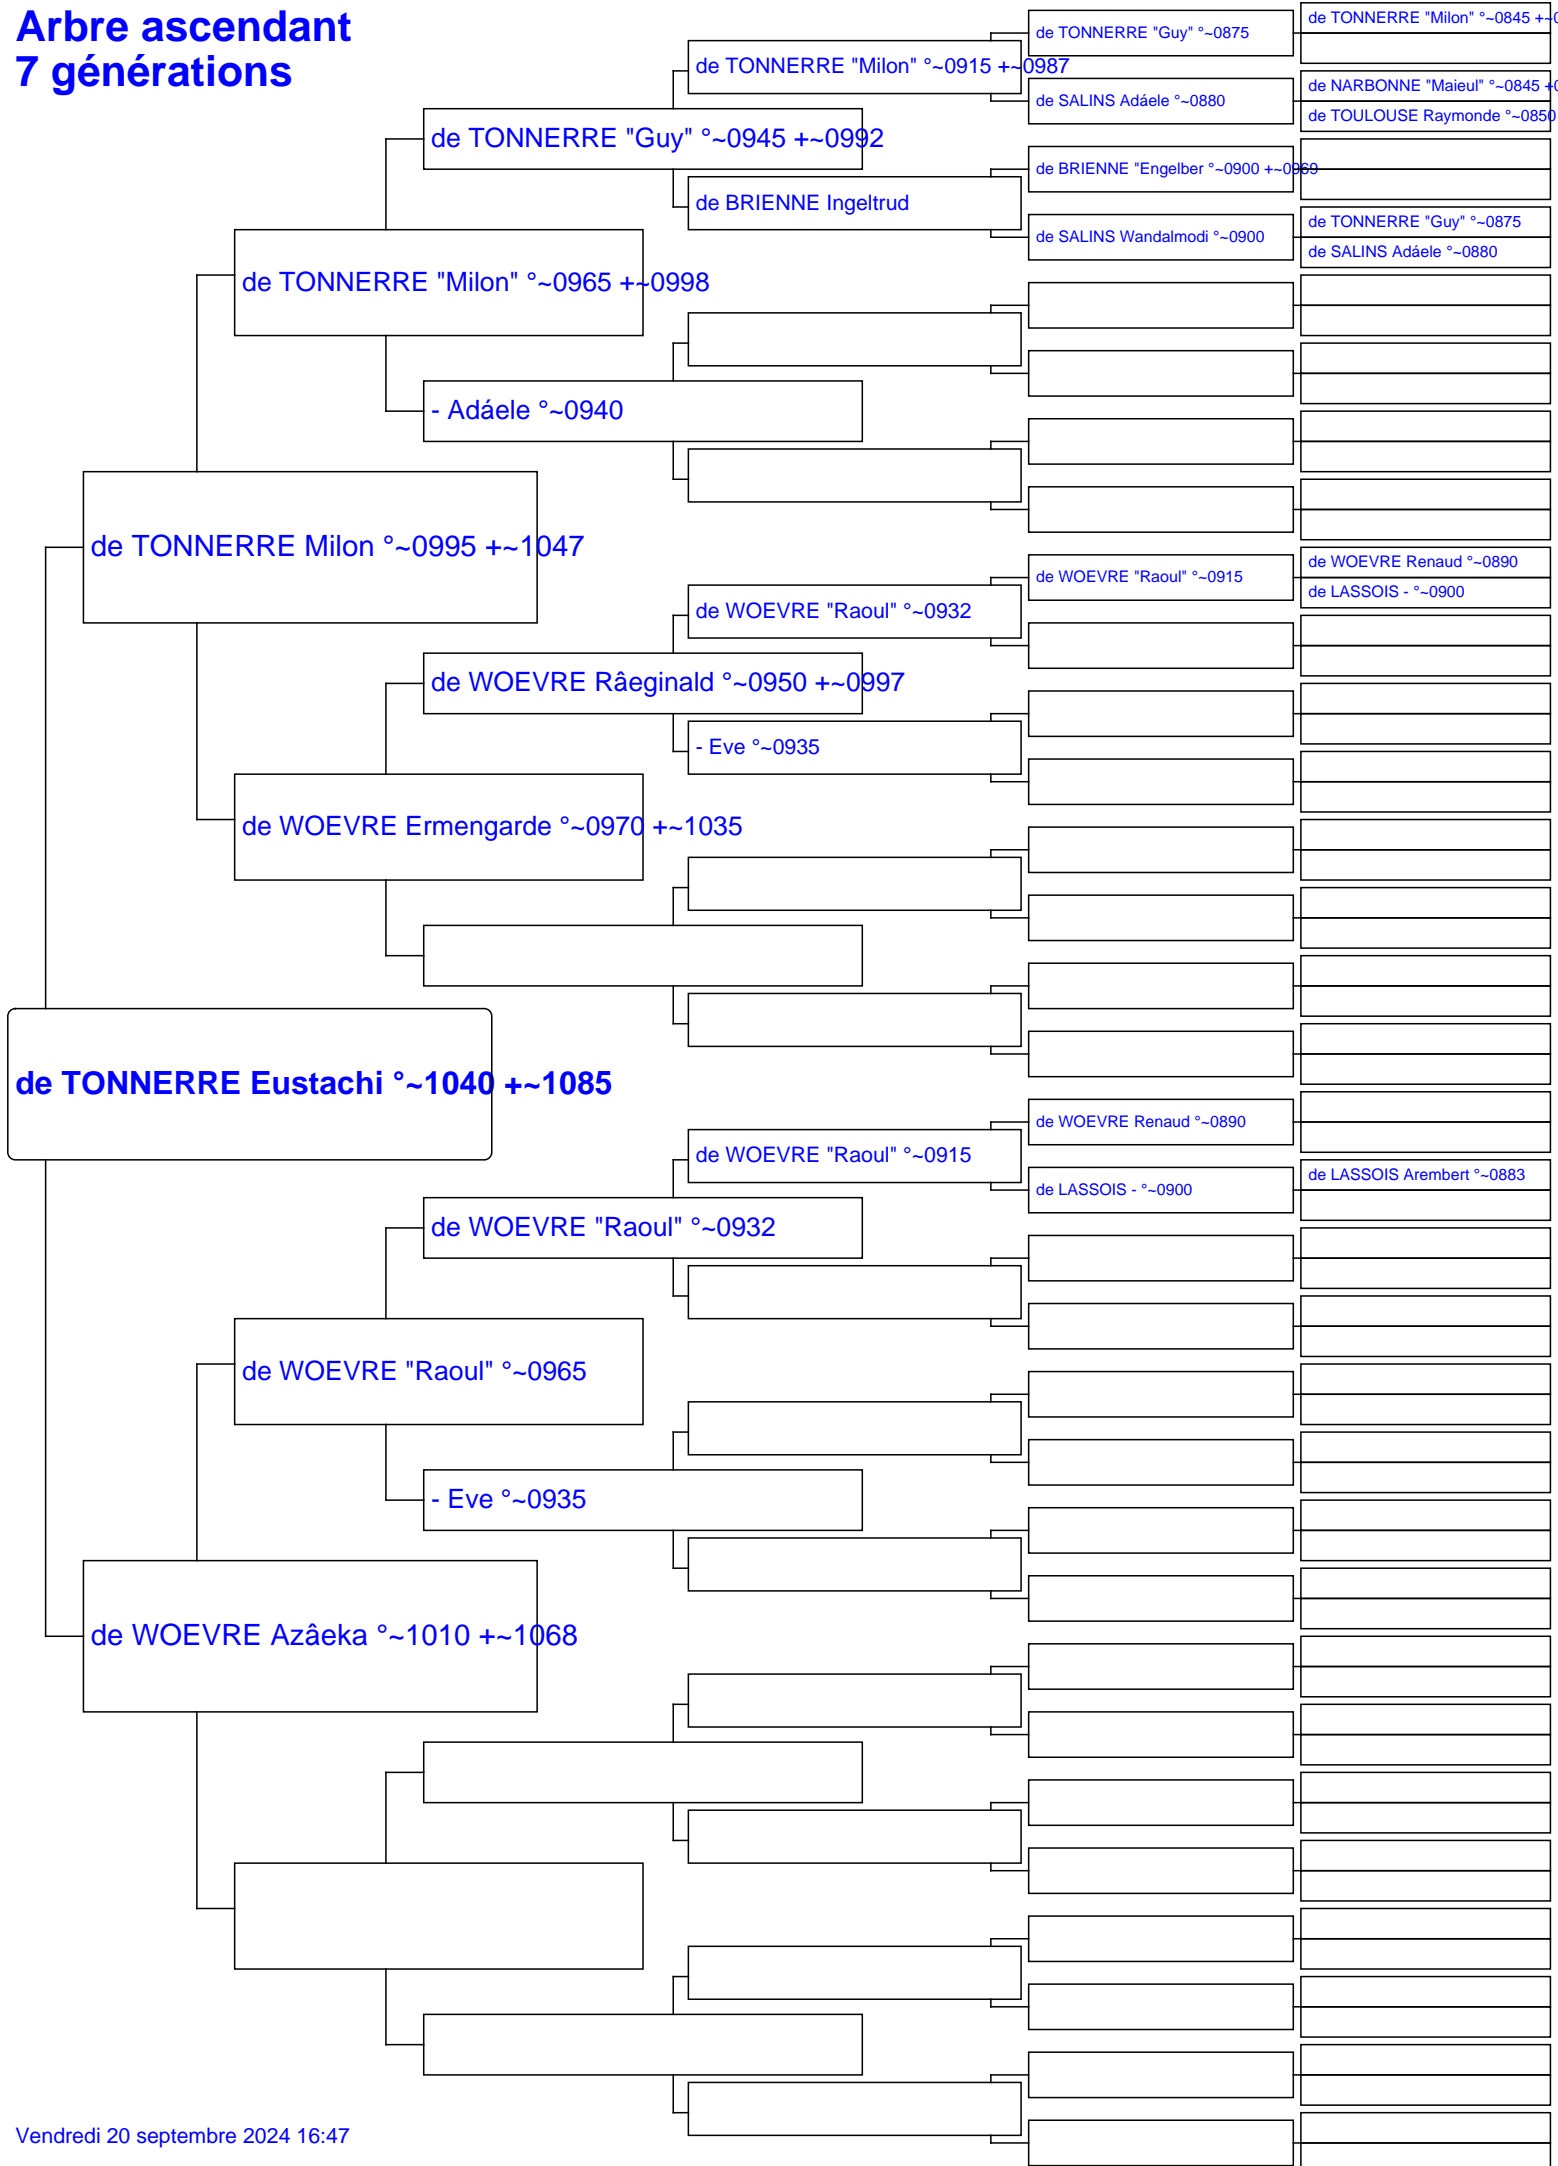 Arbre ascendant
7 générations
de TONNERRE "Milon" °~0845 +~0
de TONNERRE "Guy" °~0875
de TONNERRE "Milon" °~0915 +~0987
de NARBONNE "Maieul" °~0845 +0
de SALINS Adáele °~0880
de TOULOUSE Raymonde °~0850
de TONNERRE "Guy" °~0945 +~0992
de BRIENNE "Engelber °~0900 +~0969
de BRIENNE Ingeltrud
de TONNERRE "Guy" °~0875
de SALINS Wandalmodi °~0900
de SALINS Adáele °~0880
de TONNERRE "Milon" °~0965 +~0998
- Adáele °~0940
de TONNERRE Milon °~0995 +~1047
de WOEVRE Renaud °~0890
de WOEVRE "Raoul" °~0915
de LASSOIS - °~0900
de WOEVRE "Raoul" °~0932
de WOEVRE Râeginald °~0950 +~0997
- Eve °~0935
de WOEVRE Ermengarde °~0970 +~1035
de TONNERRE Eustachi °~1040 +~1085
de WOEVRE Renaud °~0890
de WOEVRE "Raoul" °~0915
de LASSOIS Arembert °~0883
de LASSOIS - °~0900
de WOEVRE "Raoul" °~0932
de WOEVRE "Raoul" °~0965
- Eve °~0935
de WOEVRE Azâeka °~1010 +~1068
Vendredi 20 septembre 2024 16:47